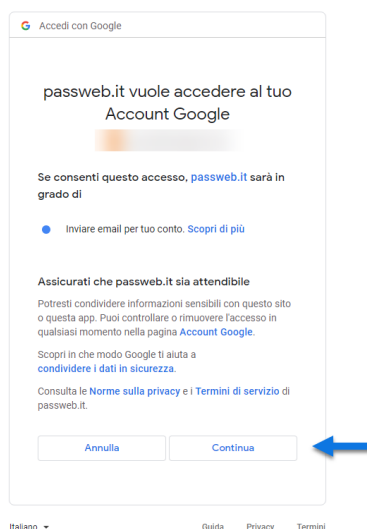 Accedi con Google
passweb.it vuole accedere al tuo
Account Google
Se consenti questo accesso, passweb.it sarà in
grado di
Inviare email per tuo conto. Scopri di più
Assicurati che passweb.it sia attendibile
Potresti condividere informazioni sensibili con questo sito
o questa app. Puoi controllare o rimuovere l'accesso in
qualsiasi momento nella pagina Account Google.
Scopri in che modo Google ti aiuta a
condividere i dati in sicurezza.
Consulta le Norme sulla privacy e i Termini di servizio di
passweb.it.
Annulla Continua
Italiano Guida Privacy Termini